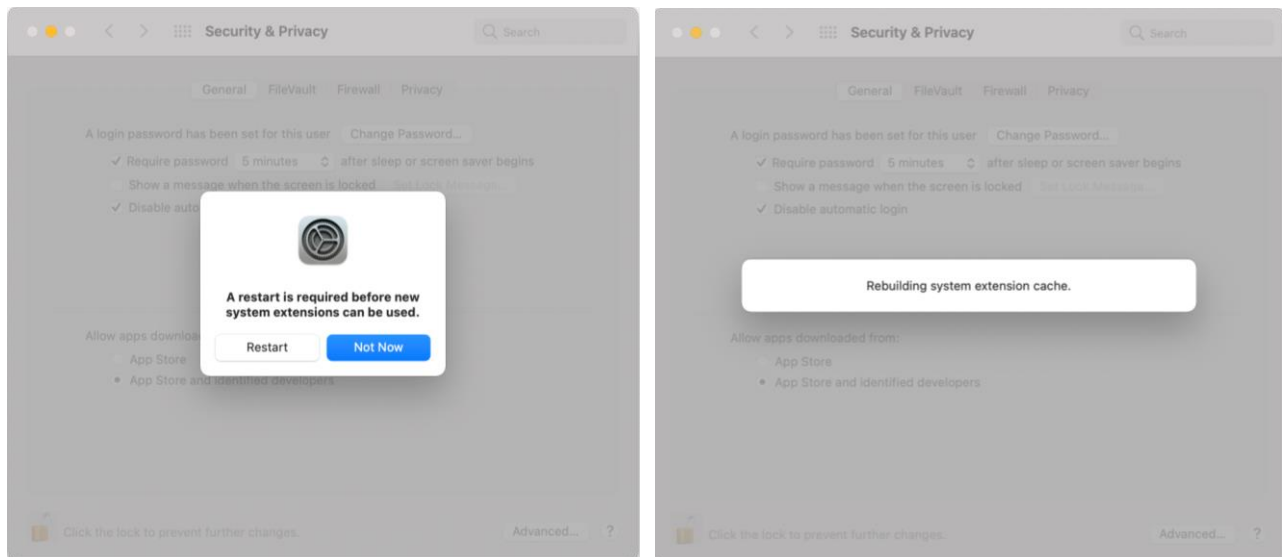 Security & Privacy
Search
General FileVault Firewall Privacy
A login password has been set for this user Change Password...
Require password 5 minutes after sleep or screen saver begins
Show a message when the screen is locked Set Lock Message...
Disable auto
A restart is required before new
system extensions can be used.
Allow apps downloa
Restart Not Now
App Store
App Store and identified developers
Click the lock to prevent further changes.
Advanced... ?
Security & Privacy
Search
General FileVault Firewall Privacy
A login password has been set for this user Change Password...
Require password 5 minutes after sleep or screen saver begins
Show a message when the screen is locked Set Lock Message...
Disable automatic login
Rebuilding system extension cache.
Allow apps downloaded from:
App Store
App Store and identified developers
Click the lock to prevent further changes.
Advanced... ?